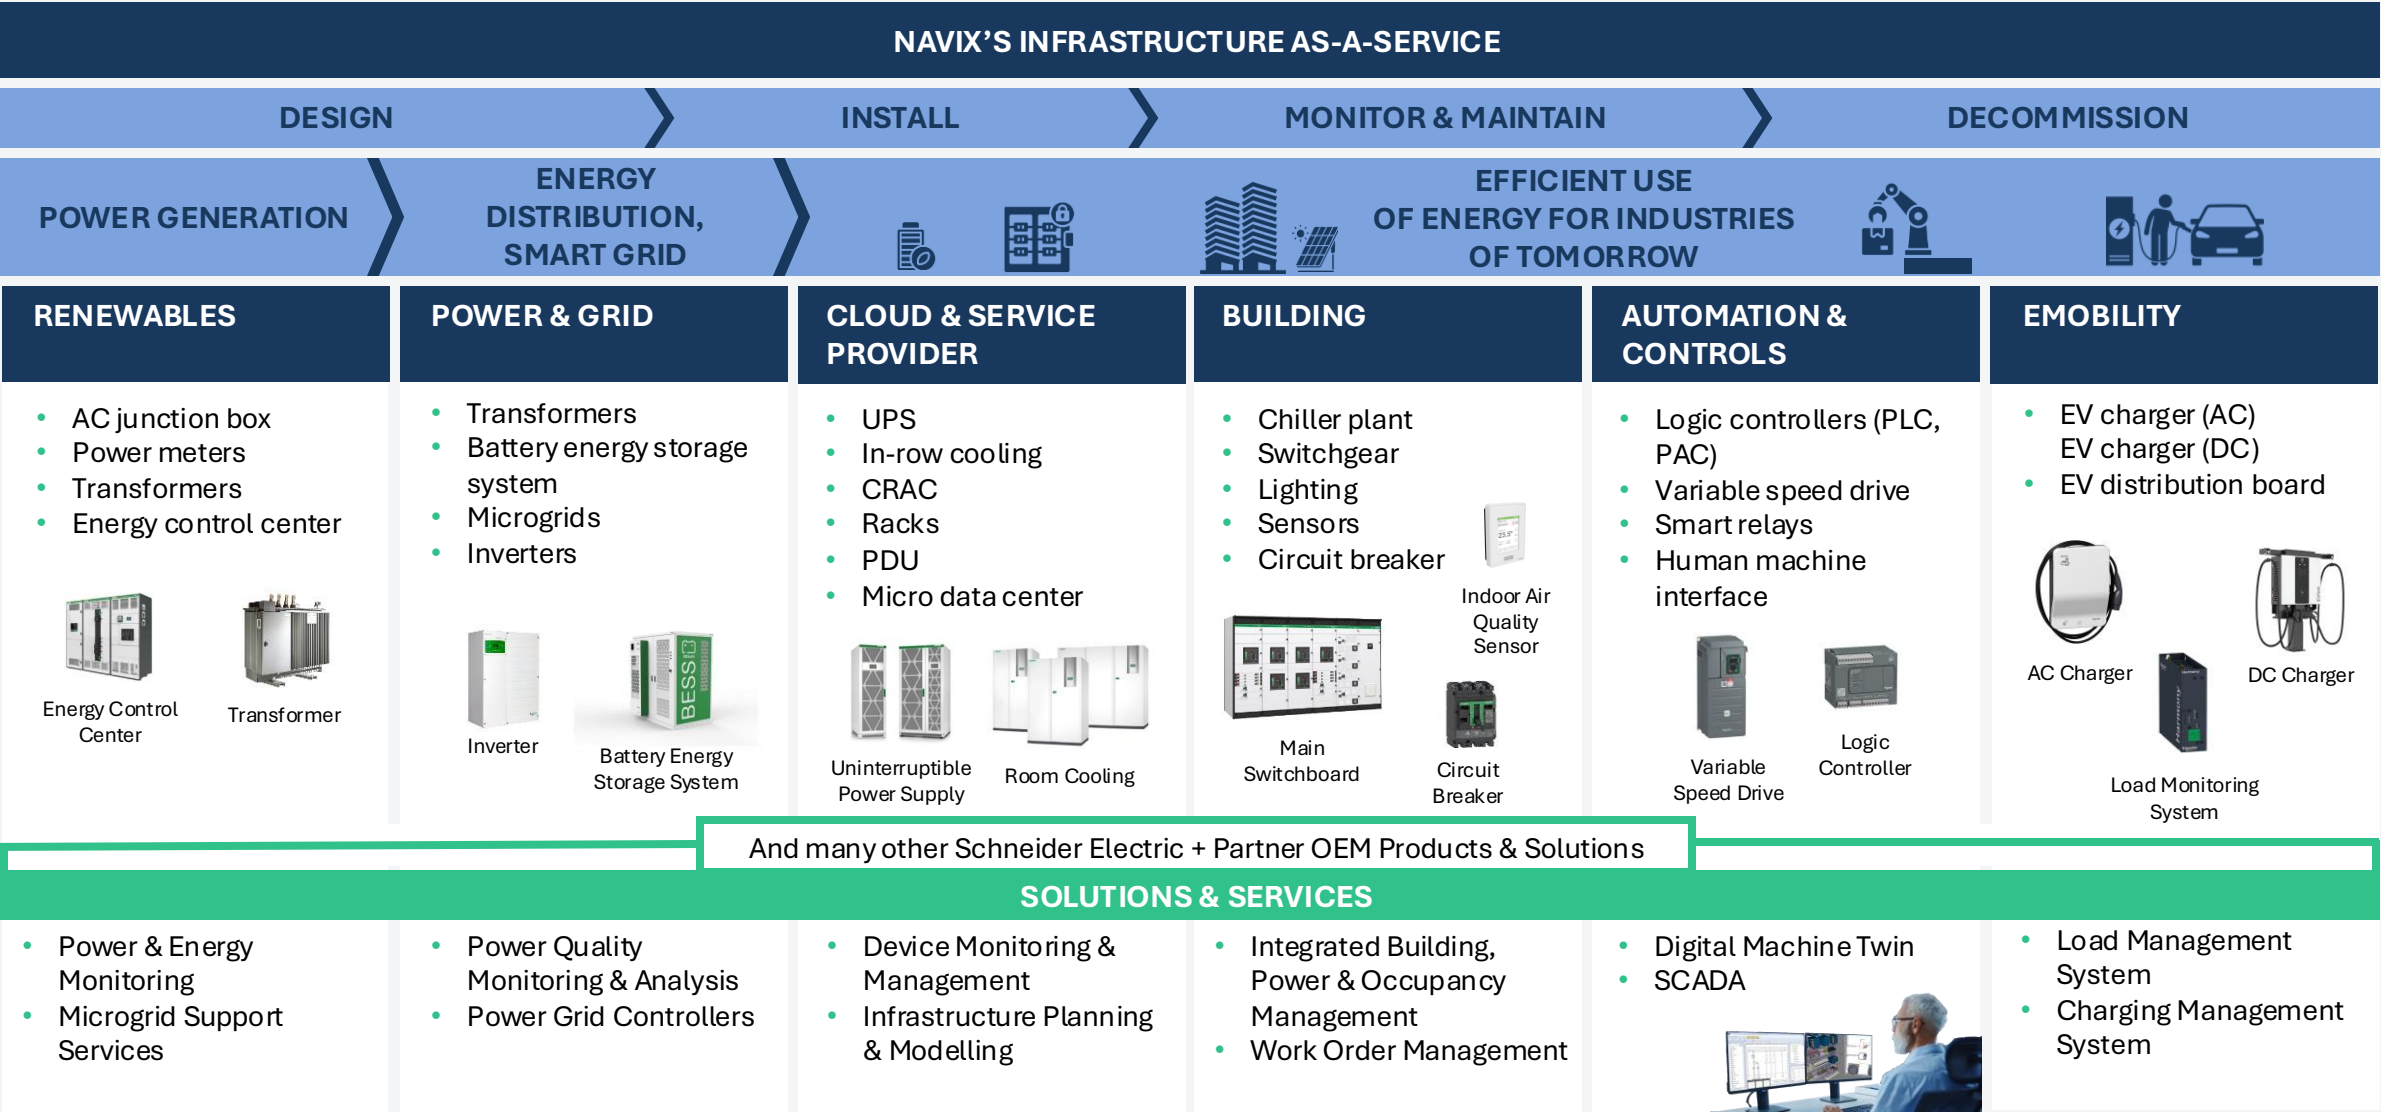 NAVIX'S INFRASTRUCTURE AS-A-SERVICE
DESIGN
INSTALL
MONITOR & MAINTAIN
DECOMMISSION
POWER GENERATION
ENERGY
DISTRIBUTION,
SMART GRID
EFFICIENT USE
OF ENERGY FOR INDUSTRIES
OF TOMORROW
RENEWABLES
• AC junction box
• Power meters
• Transformers
• Energy control center
Energy Control
Center
Transformer
POWER & GRID
• Transformers
• Battery energy storage
system
• Microgrids
• Inverters
Inverter
BESS
Battery Energy
Storage System
CLOUD & SERVICE
PROVIDER
• UPS
• In-row cooling
• CRAC
• Racks
• PDU
• Micro data center
Uninterruptible
Power Supply
Room Cooling
BUILDING
• Chiller plant
• Switchgear
• Lighting
• Sensors
• Circuit breaker
Indoor Air
Quality
Sensor
Main
Switchboard
Circuit
Breaker
AUTOMATION &
CONTROLS
• Logic controllers (PLC,
PAC)
• Variable speed drive
• Smart relays
• Human machine
interface
Variable
Speed Drive
Logic
Controller
EMOBILITY
• EV charger (AC)
EV charger (DC)
• EV distribution board
AC Charger
DC Charger
Harmony
Load Monitoring
System
And many other Schneider Electric + Partner OEM Products & Solutions
SOLUTIONS & SERVICES
• Power & Energy
Monitoring
• Microgrid Support
Services
• Power Quality
Monitoring & Analysis
• Power Grid Controllers
• Device Monitoring &
Management
• Infrastructure Planning
& Modelling
• Integrated Building,
Power & Occupancy
Management
• Work Order Management
• Digital Machine Twin
• SCADA
• Load Management
System
• Charging Management
System